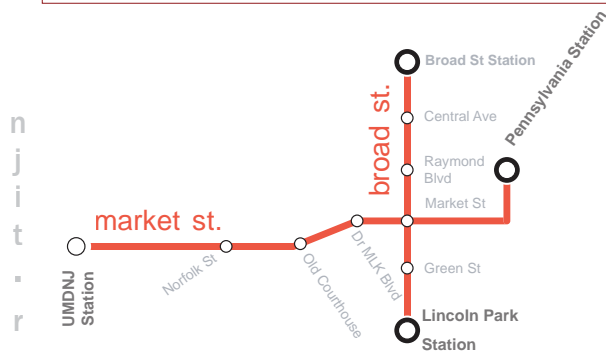 Broad St Station
Pennsylvania Station
broad st.
Central Ave
Raymond
Blvd
Market St
market st.
UMDNJ
Station
Norfolk St
Old Courthouse
Dr MLK Blvd
Green St
Lincoln Park
Station
njit.r